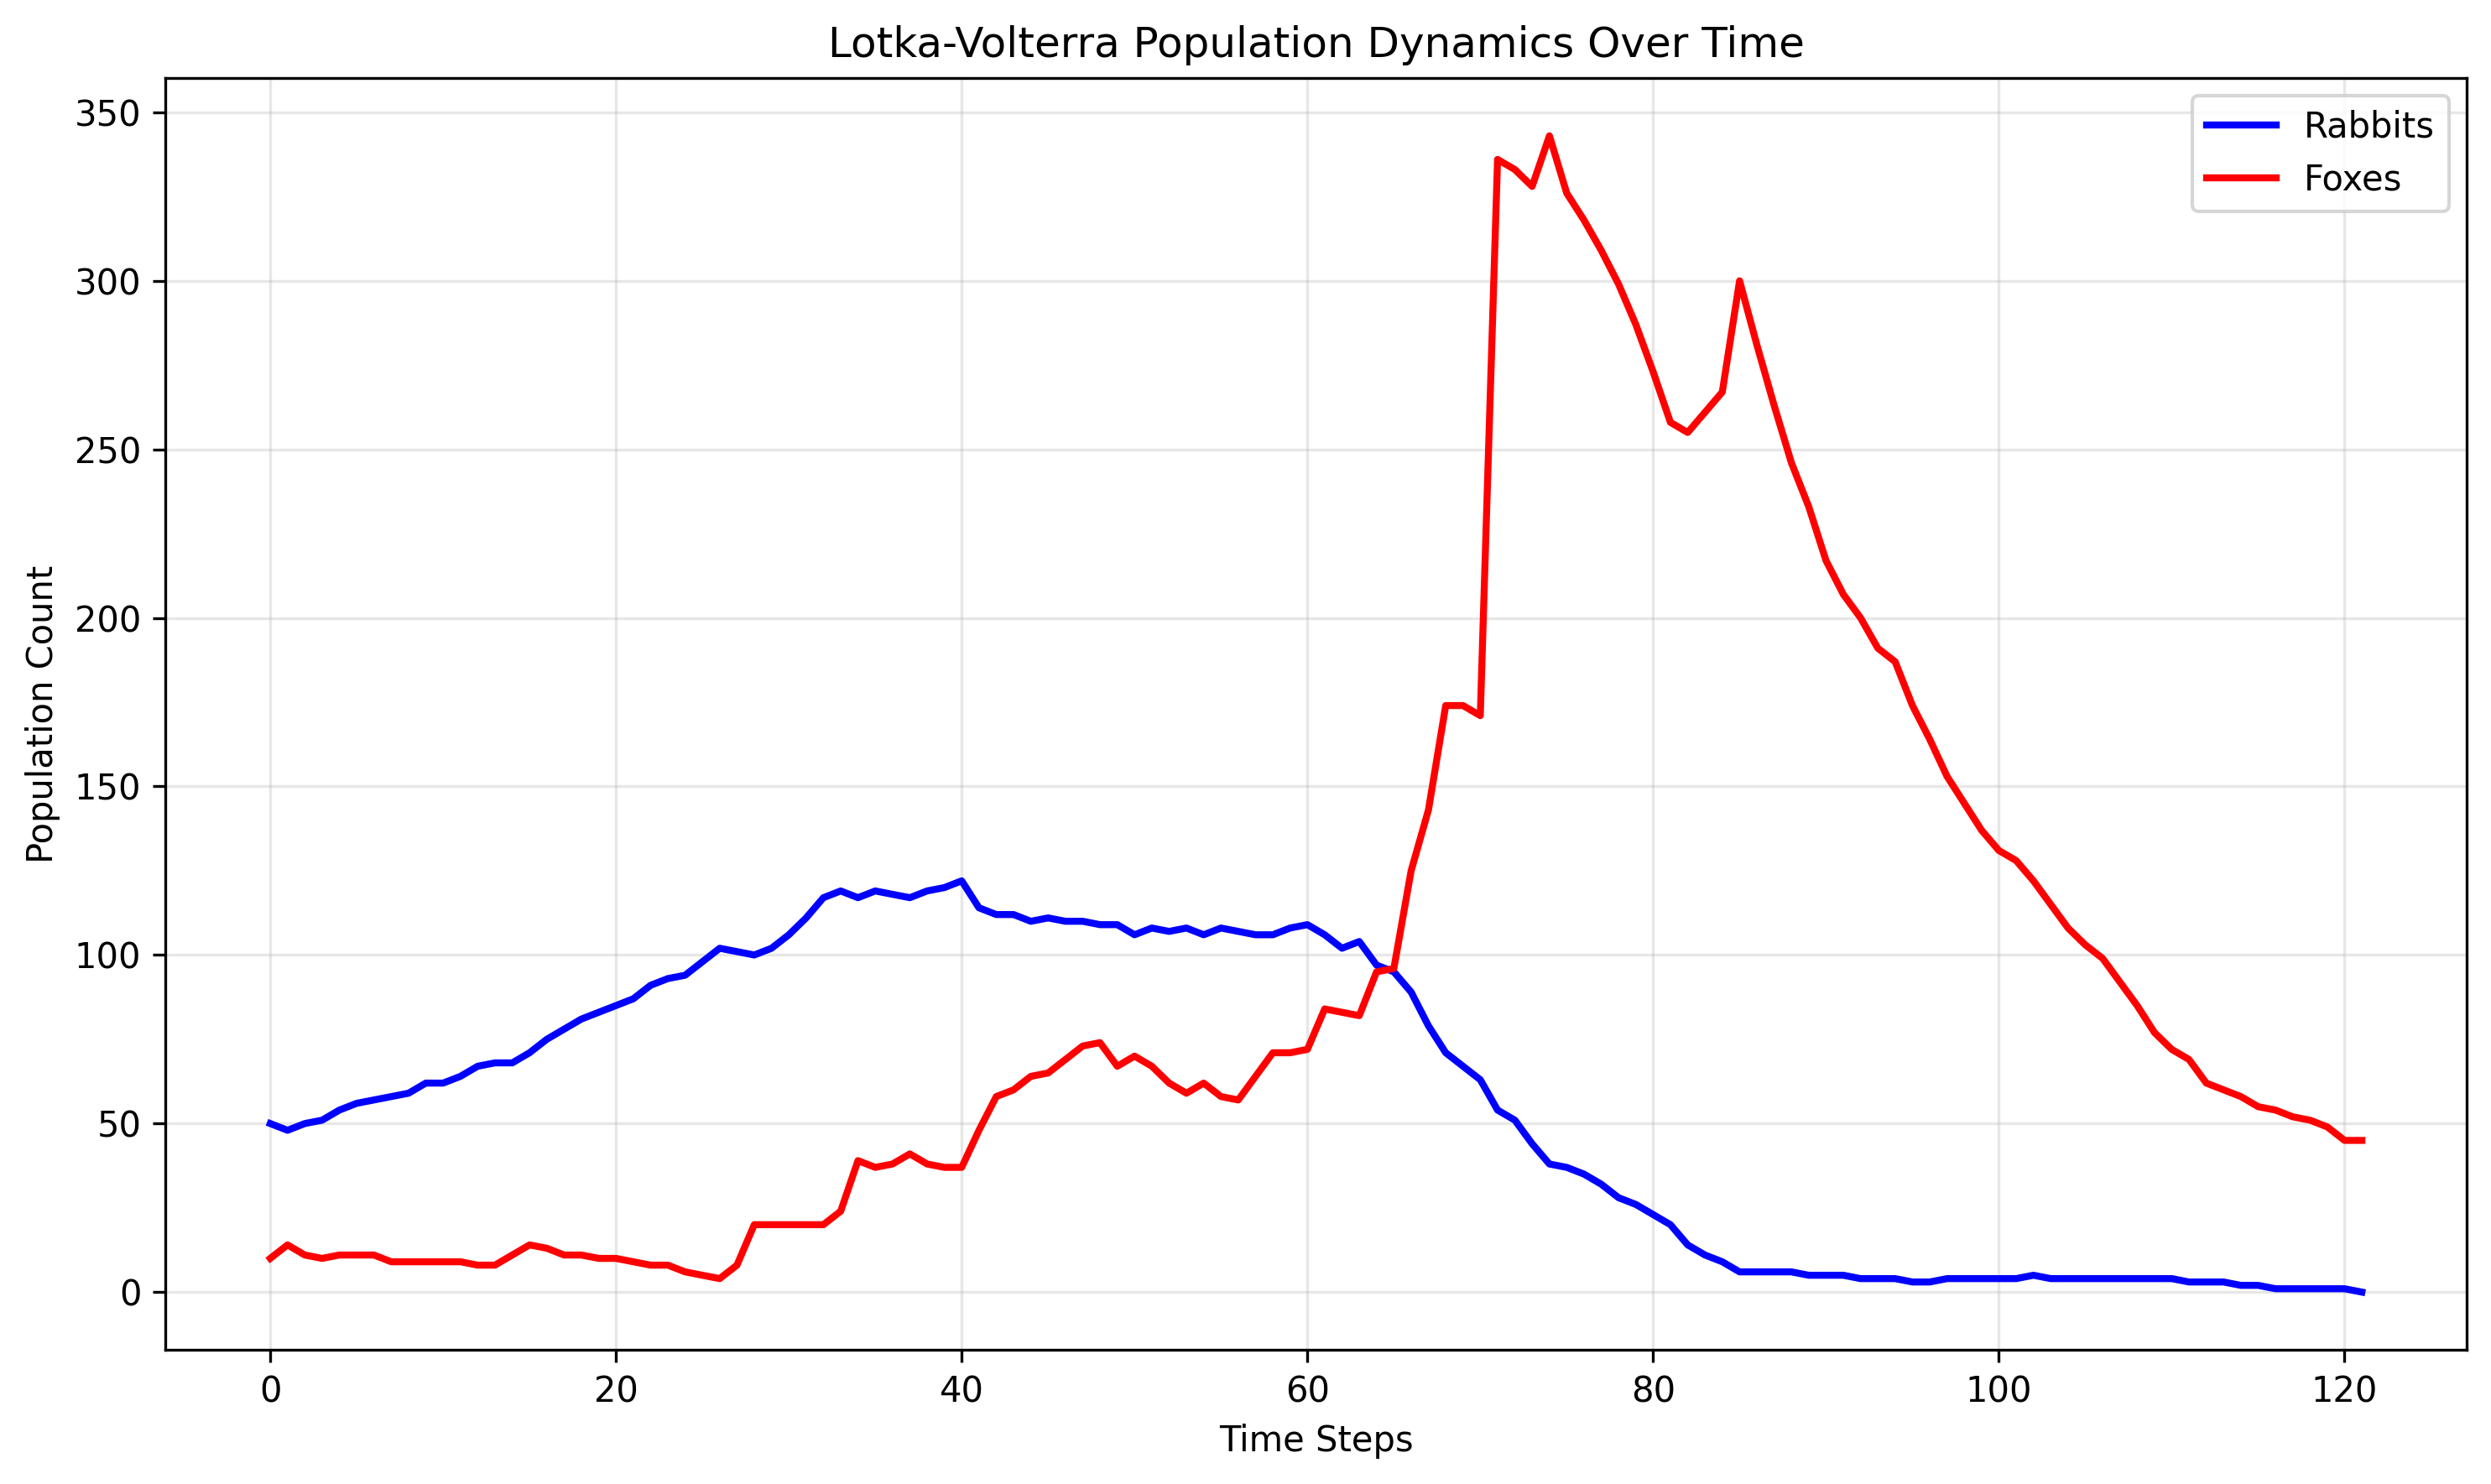 Lotka-Volterra Population Dynamics Over Time
Rabbits
Foxes
Population Count
350
300
250
200
150
100
50
0
0 20 40 60 80 100 120
Time Steps